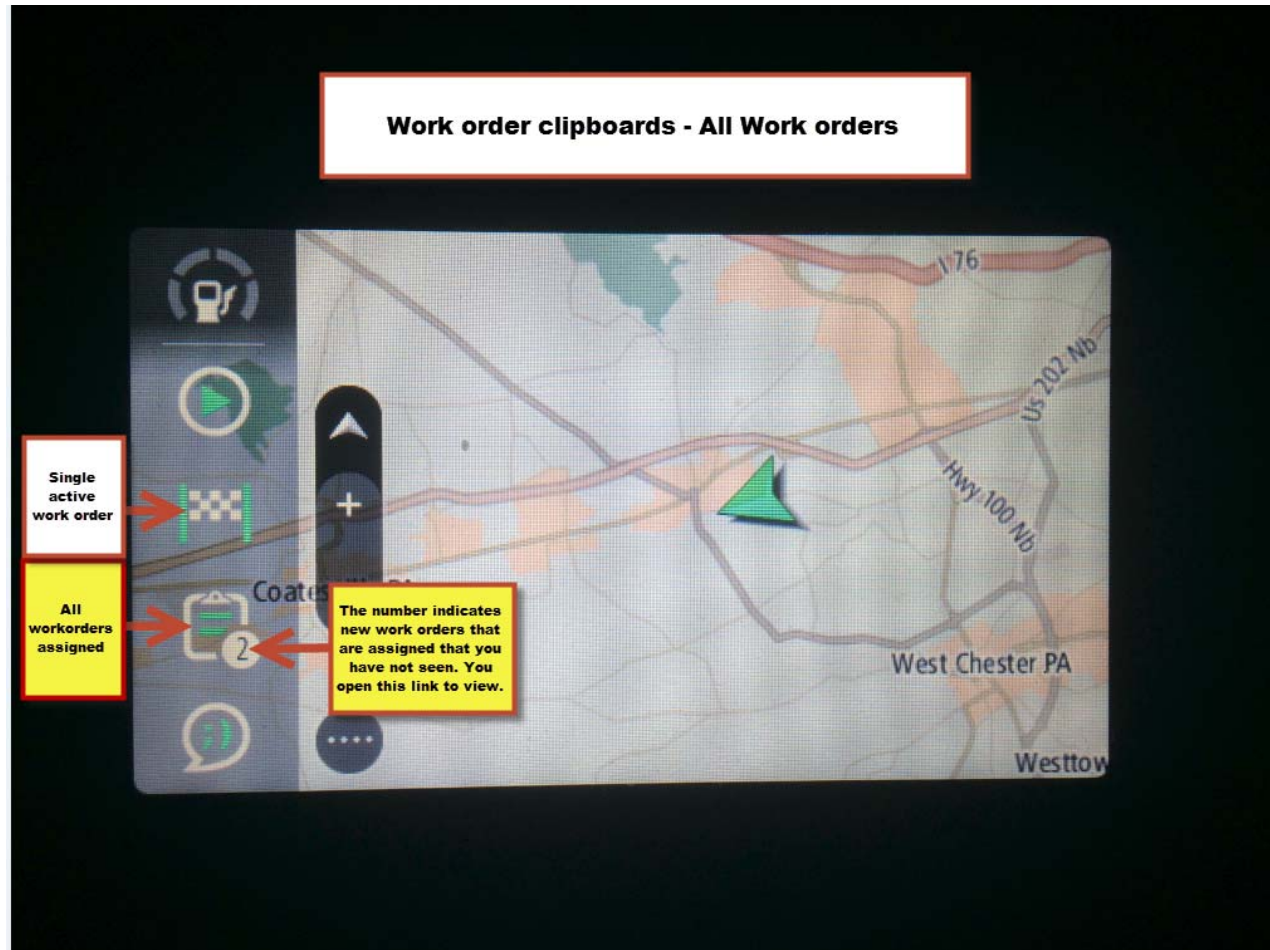 Work order clipboards - All Work orders
I 76
Us 202 Nb
Single
active
work order
Hwy 100 Nb
All
workorders
assigned
2
The number indicates
new work orders that
are assigned that you
have not seen. You
open this link to view.
West Chester PA
Westtow